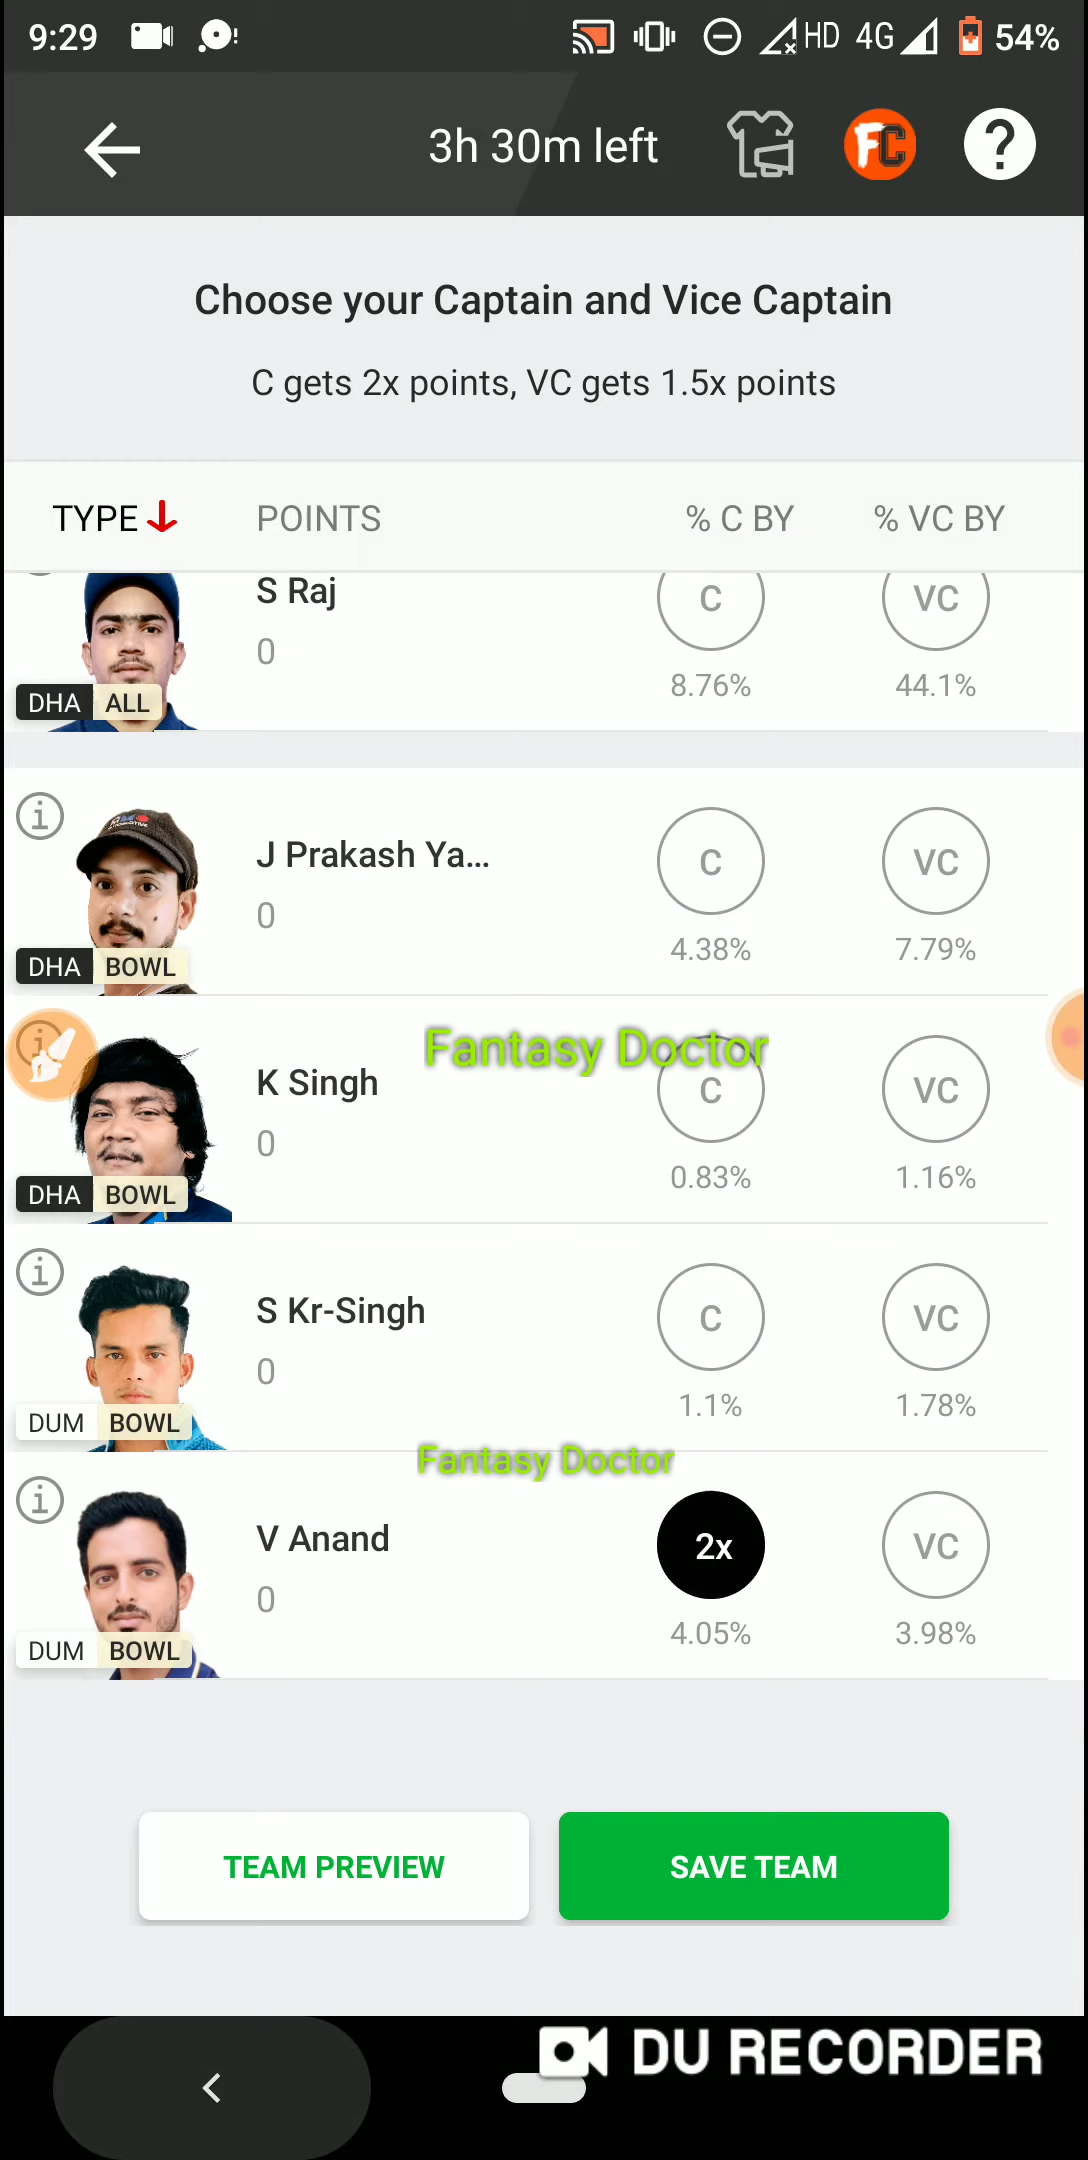 9:29 HD 4G 54%
3h 30m left FC ?
Choose your Captain and Vice Captain
C gets 2x points, VC gets 1.5x points
TYPE POINTS % C BY % VC BY
S Raj C VC
0
8.76% 44.1%
DHA ALL
J Prakash Ya... C VC
0
4.38% 7.79%
DHA BOWL
Fantasy Doctor
K Singh C VC
0
0.83% 1.16%
DHA BOWL
S Kr-Singh C VC
0
1.1% 1.78%
DUM BOWL
Fantasy Doctor
V Anand 2x VC
0
4.05% 3.98%
DUM BOWL
TEAM PREVIEW SAVE TEAM
DU RECORDER